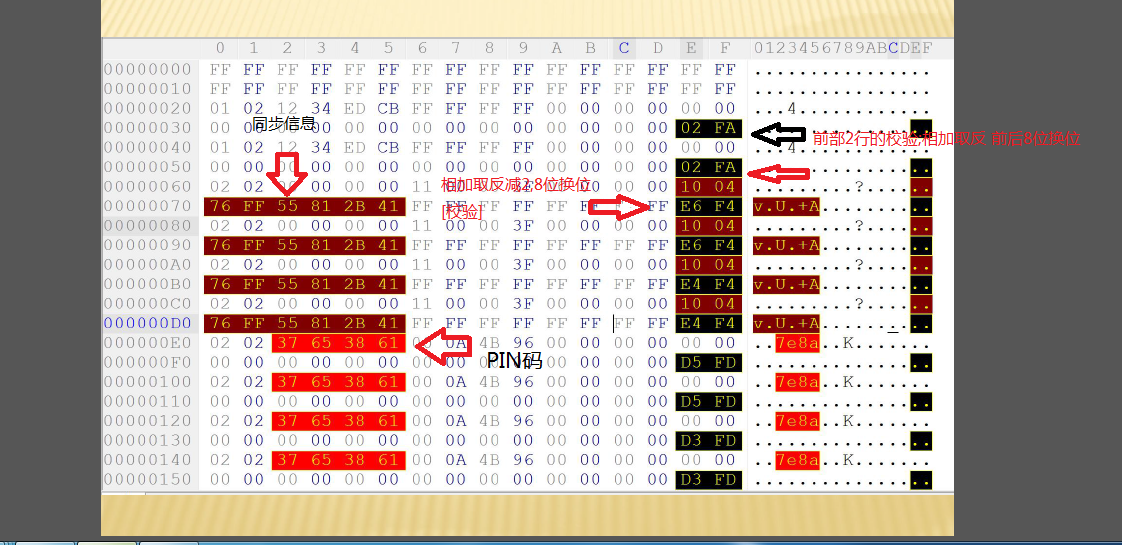 0 1 2 3 4 5 6 7 8 9 A B C D E F 0123456789ABCDEF
00000000 FF FF FF FF FF FF FF FF FF FF FF FF FF FF FF FF ................
00000010 FF FF FF FF FF FF FF FF FF FF FF FF FF FF FF FF ................
00000020 01 02 12 34 ED CB FF FF FF FF 00 00 00 00 00 00 ...4............
同步信息
00000030 00 00 00 00 00 00 00 00 00 00 00 00 00 00 02 FA ................
前部2行的校验;相加取反 前后8位换位
00000040 02 02 12 34 ED CB FF FF FF FF 00 00 00 00 00 00 ...4............
00000050 00 00 00 00 00 00 00 00 00 00 00 00 00 00 02 FA ................
00000060 02 02 00 00 00 00 11 00 00 3F 00 00 00 00 10 04 .........?......
相加取反减2;8位换位
[校验]
00000070 76 FF 55 81 2B 41 FF FF FF FF FF FF FF FF E6 F4 v.U.+A..........
00000080 02 02 00 00 00 00 11 00 00 3F 00 00 00 00 10 04 .........?......
00000090 76 FF 55 81 2B 41 FF FF FF FF FF FF FF FF E6 F4 v.U.+A..........
000000A0 02 02 00 00 00 00 11 00 00 3F 00 00 00 00 10 04 .........?......
000000B0 76 FF 55 81 2B 41 FF FF FF FF FF FF FF FF E4 F4 v.U.+A..........
000000C0 02 02 00 00 00 00 11 00 00 3F 00 00 00 00 10 04 .........?......
000000D0 76 FF 55 81 2B 41 FF FF FF FF FF FF FF FF E4 F4 v.U.+A..........
000000E0 02 02 37 65 38 61 00 0A 4B 96 00 00 00 00 00 00 ..7e8a..K.......
PIN码
000000F0 00 00 00 00 00 00 00 00 00 00 00 00 00 00 D5 FD ................
00000100 02 02 37 65 38 61 00 0A 4B 96 00 00 00 00 00 00 ..7e8a..K.......
00000110 00 00 00 00 00 00 00 00 00 00 00 00 00 00 D5 FD ................
00000120 02 02 37 65 38 61 00 0A 4B 96 00 00 00 00 00 00 ..7e8a..K.......
00000130 00 00 00 00 00 00 00 00 00 00 00 00 00 00 D3 FD ................
00000140 02 02 37 65 38 61 00 0A 4B 96 00 00 00 00 00 00 ..7e8a..K.......
00000150 00 00 00 00 00 00 00 00 00 00 00 00 00 00 D3 FD ................